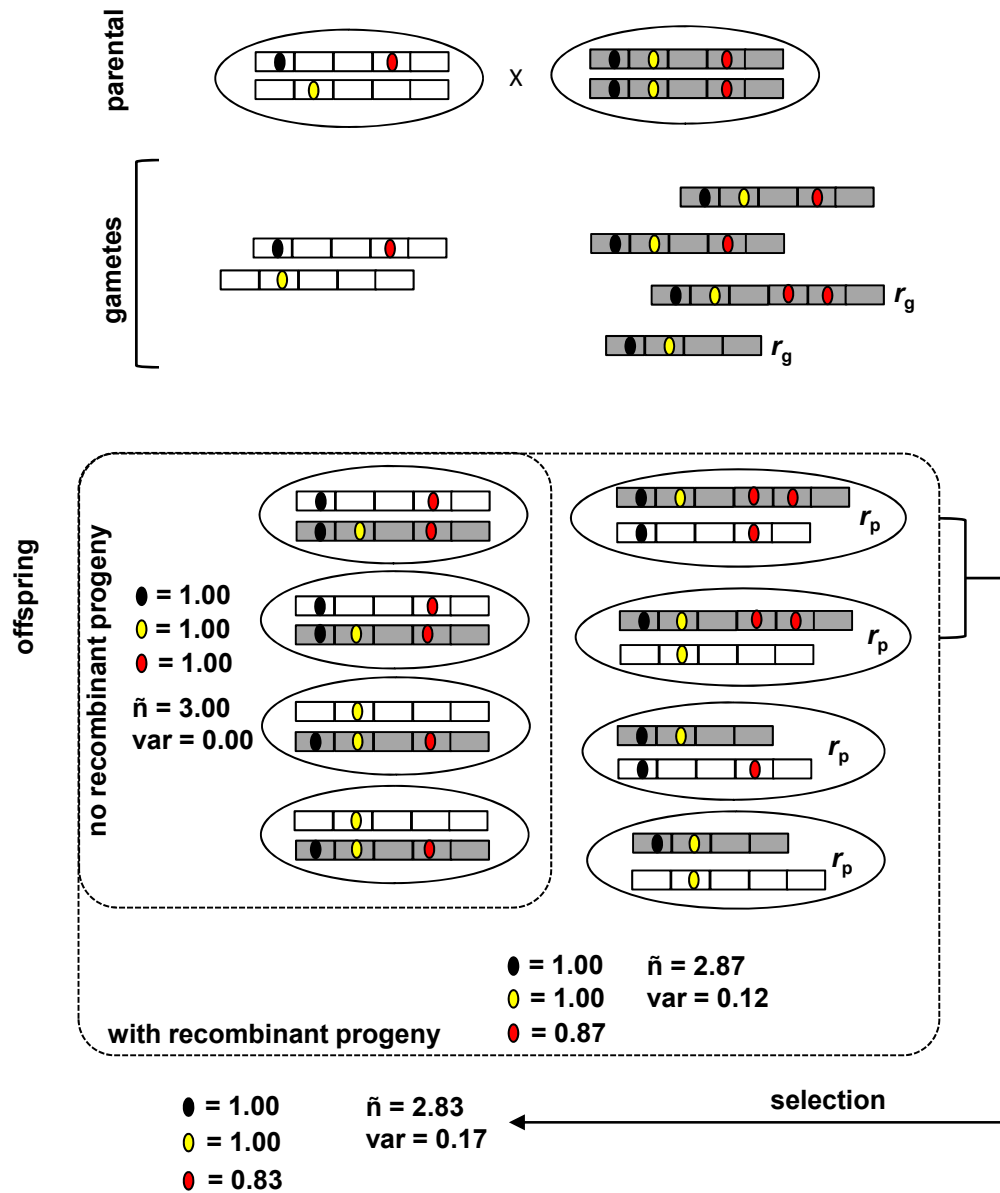 parental
X
gametes
r_g
r_g
offspring
no recombinant progeny
= 1.00
= 1.00
= 1.00
ñ = 3.00
var = 0.00
r_p
r_p
r_p
r_p
= 1.00
= 1.00
= 0.87
ñ = 2.87
var = 0.12
with recombinant progeny
selection
= 1.00
= 1.00
= 0.83
ñ = 2.83
var = 0.17